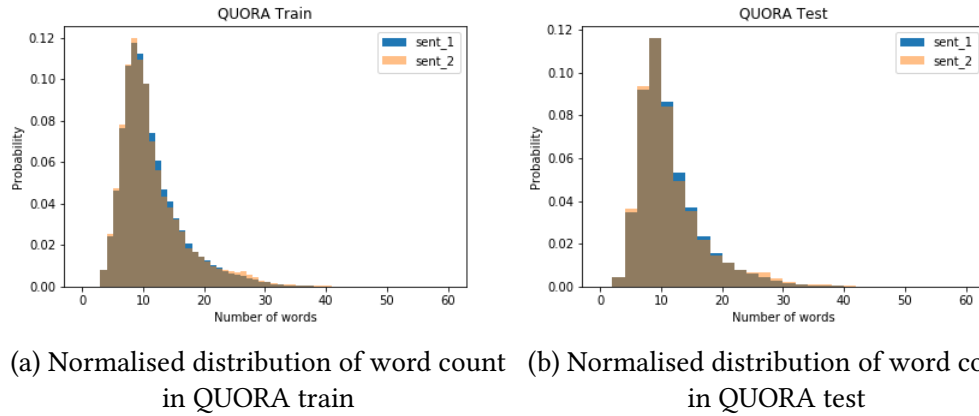 QUORA Train
sent_1
sent_2
Probability
0.12
0.10
0.08
0.06
0.04
0.02
0.00
0 10 20 30 40 50 60
Number of words
(a) Normalised distribution of word count
in QUORA train
QUORA Test
sent_1
sent_2
Probability
0.12
0.10
0.08
0.06
0.04
0.02
0.00
0 10 20 30 40 50 60
Number of words
(b) Normalised distribution of word co
in QUORA test